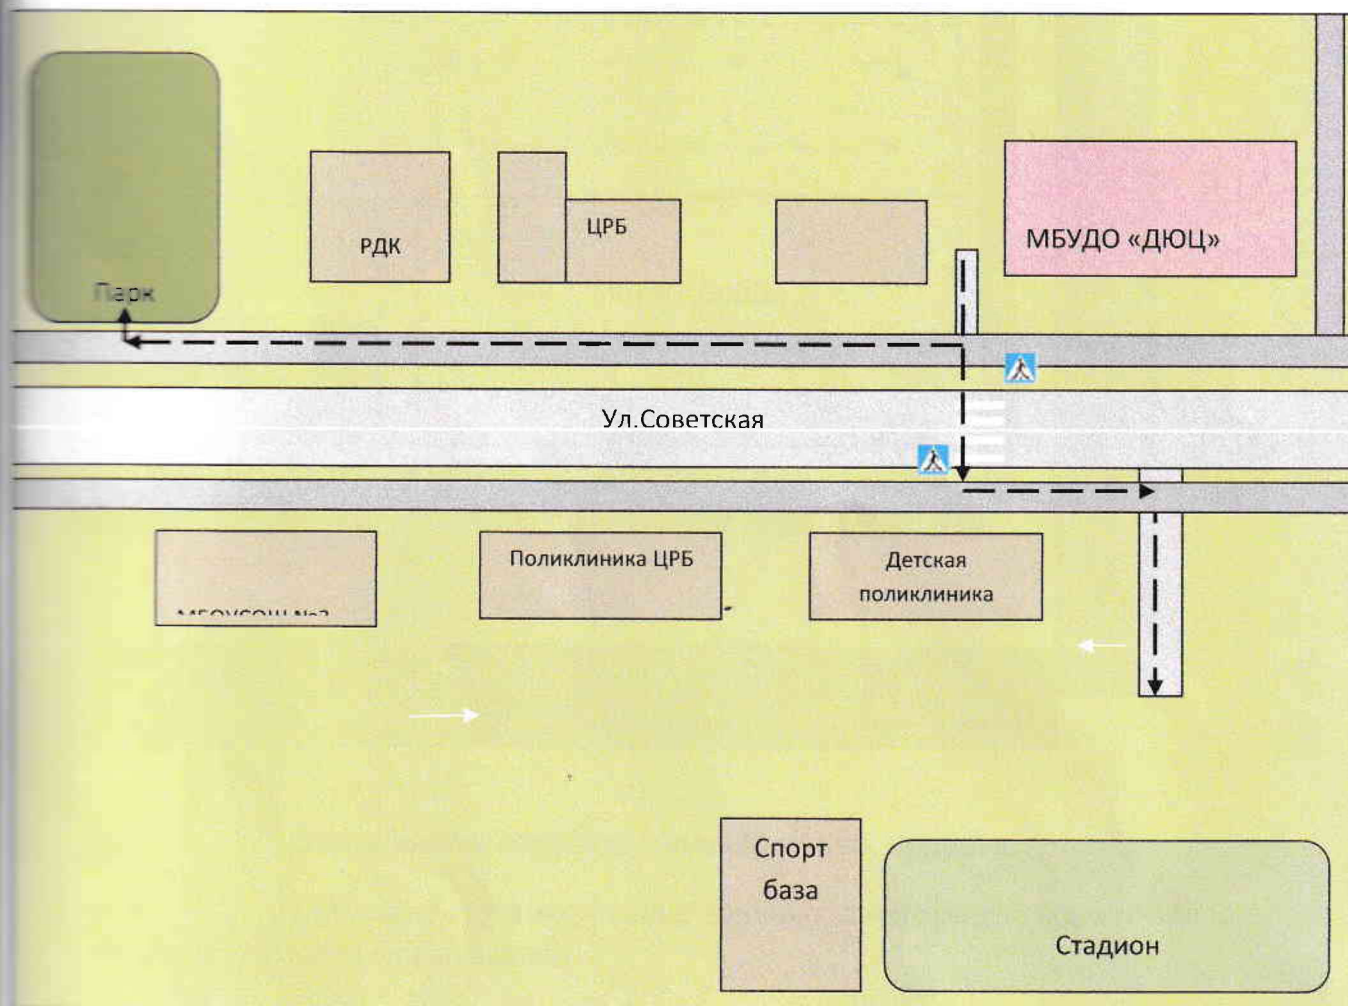 РДК
ЦРБ
МБУДО «ДЮЦ»
Парк
Ул.Советская
Поликлиника ЦРБ
Детская
поликлиника
Спорт
база
Стадион